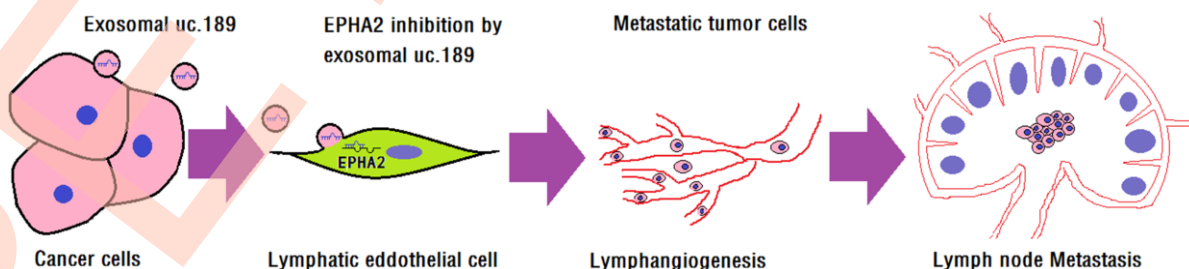 Exosomal uc.189
EPHA2 inhibition by
exosomal uc.189
Metastatic tumor cells
EPHA2
Cancer cells
Lymphatic eddothelial cell
Lymphangiogenesis
Lymph node Metastasis